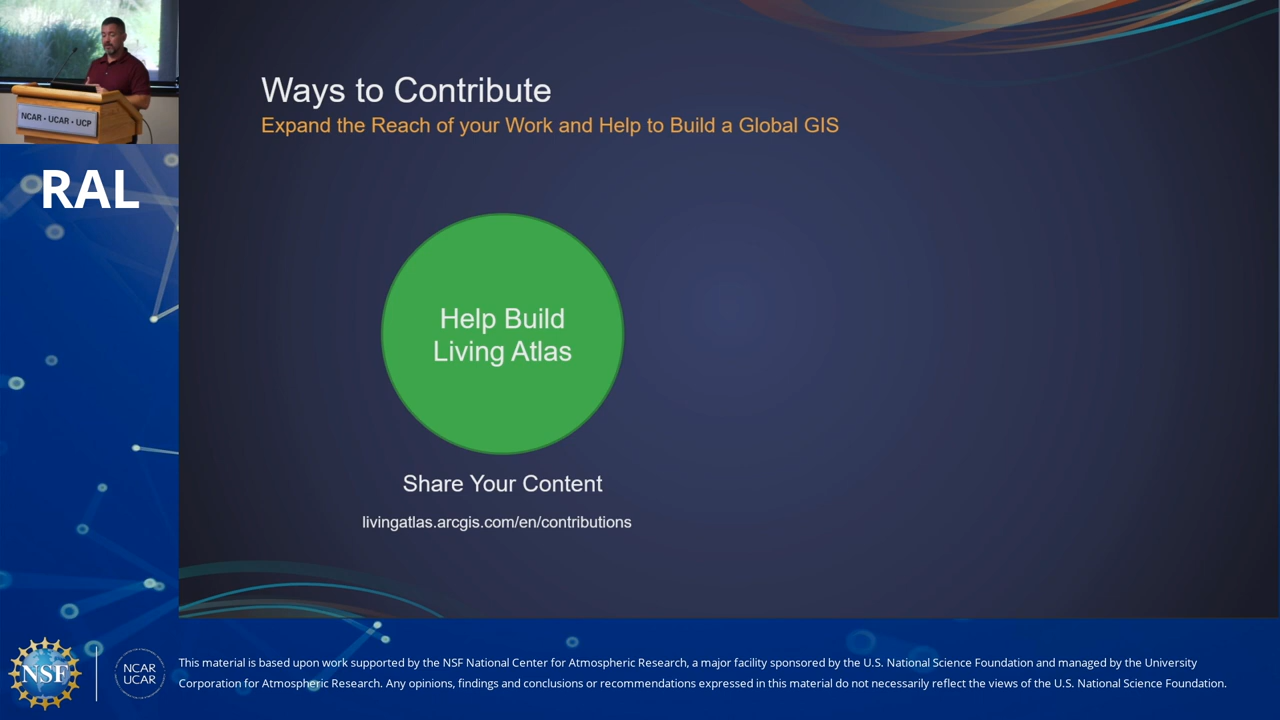 NCAR • UCAR • UCP
RAL
Ways to Contribute
Expand the Reach of your Work and Help to Build a Global GIS
Help Build
Living Atlas
Share Your Content
livingatlas.arcgis.com/en/contributions
NSF
NCAR
UCAR
This material is based upon work supported by the NSF National Center for Atmospheric Research, a major facility sponsored by the U.S. National Science Foundation and managed by the University
Corporation for Atmospheric Research. Any opinions, findings and conclusions or recommendations expressed in this material do not necessarily reflect the views of the U.S. National Science Foundation.